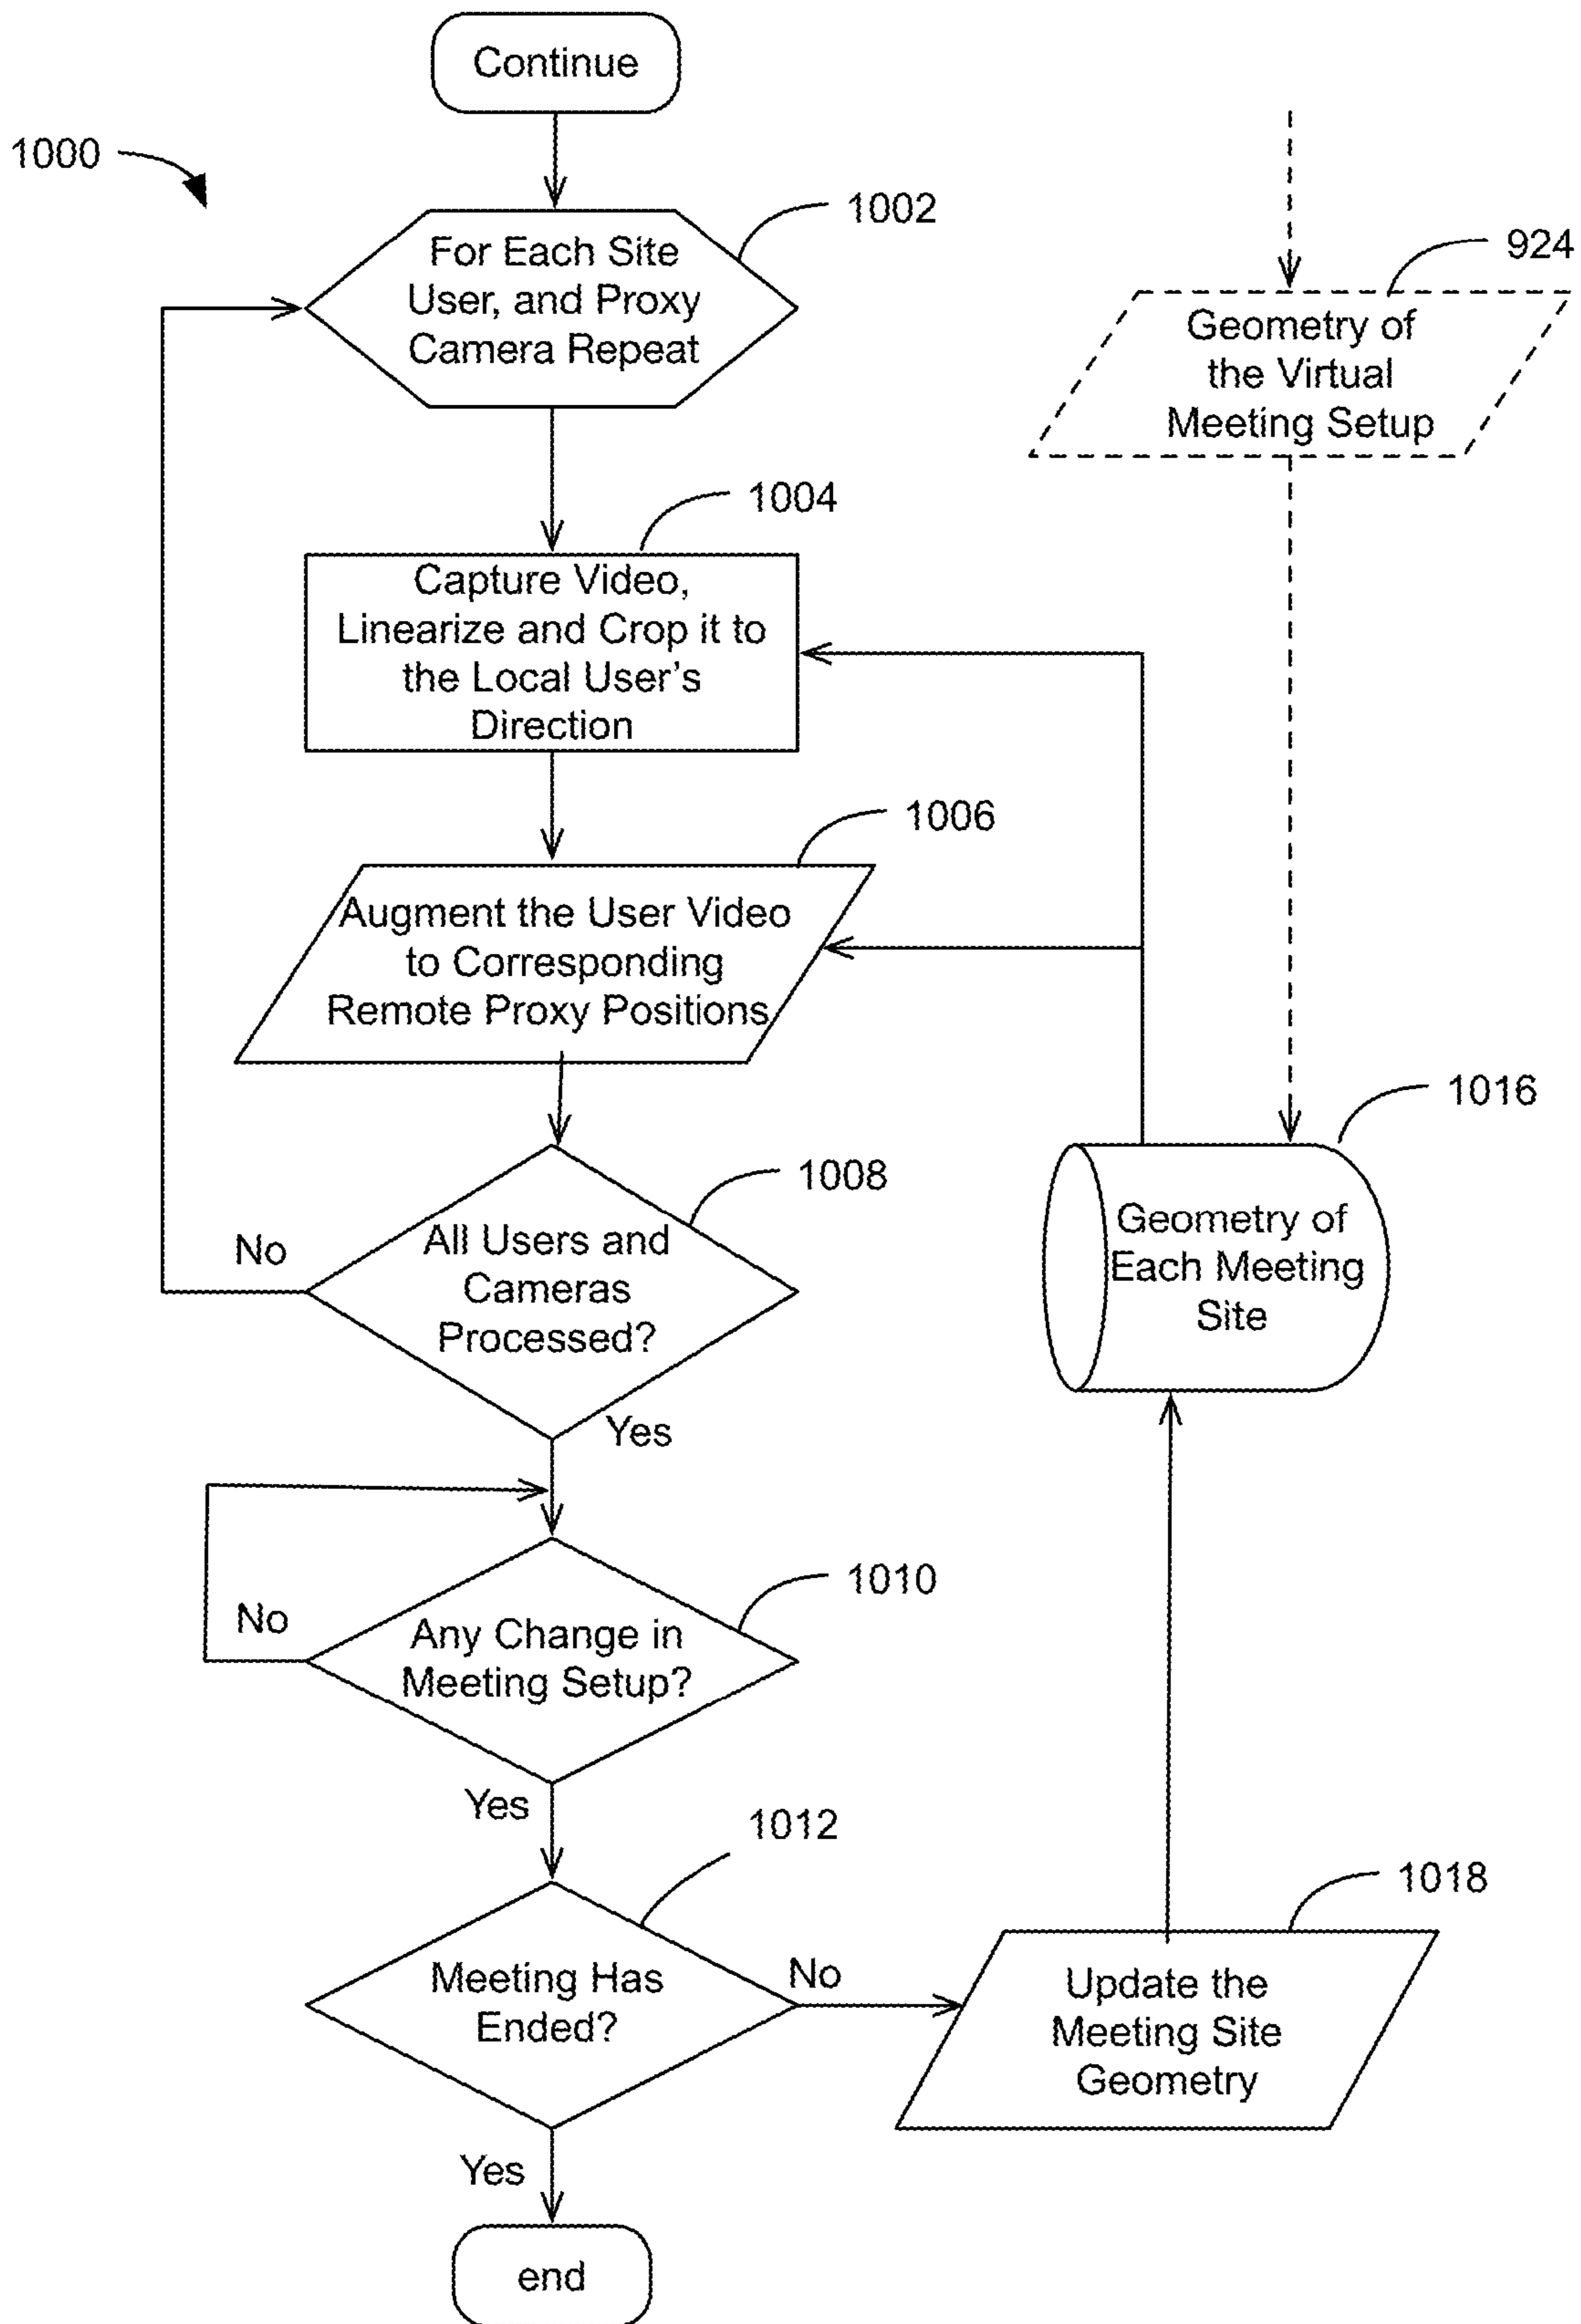 Continue
1000
1002
For Each Site
User, and Proxy
Camera Repeat
924
Geometry of
the Virtual
Meeting Setup
1004
Capture Video,
Linearize and Crop it to
the Local User's
Direction
1006
Augment the User Video
to Corresponding
Remote Proxy Positions
1008
All Users and
Cameras
Processed?
No
Yes
1016
Geometry of
Each Meeting
Site
1010
Any Change in
Meeting Setup?
No
Yes
1012
Meeting Has
Ended?
No
Yes
1018
Update the
Meeting Site
Geometry
end